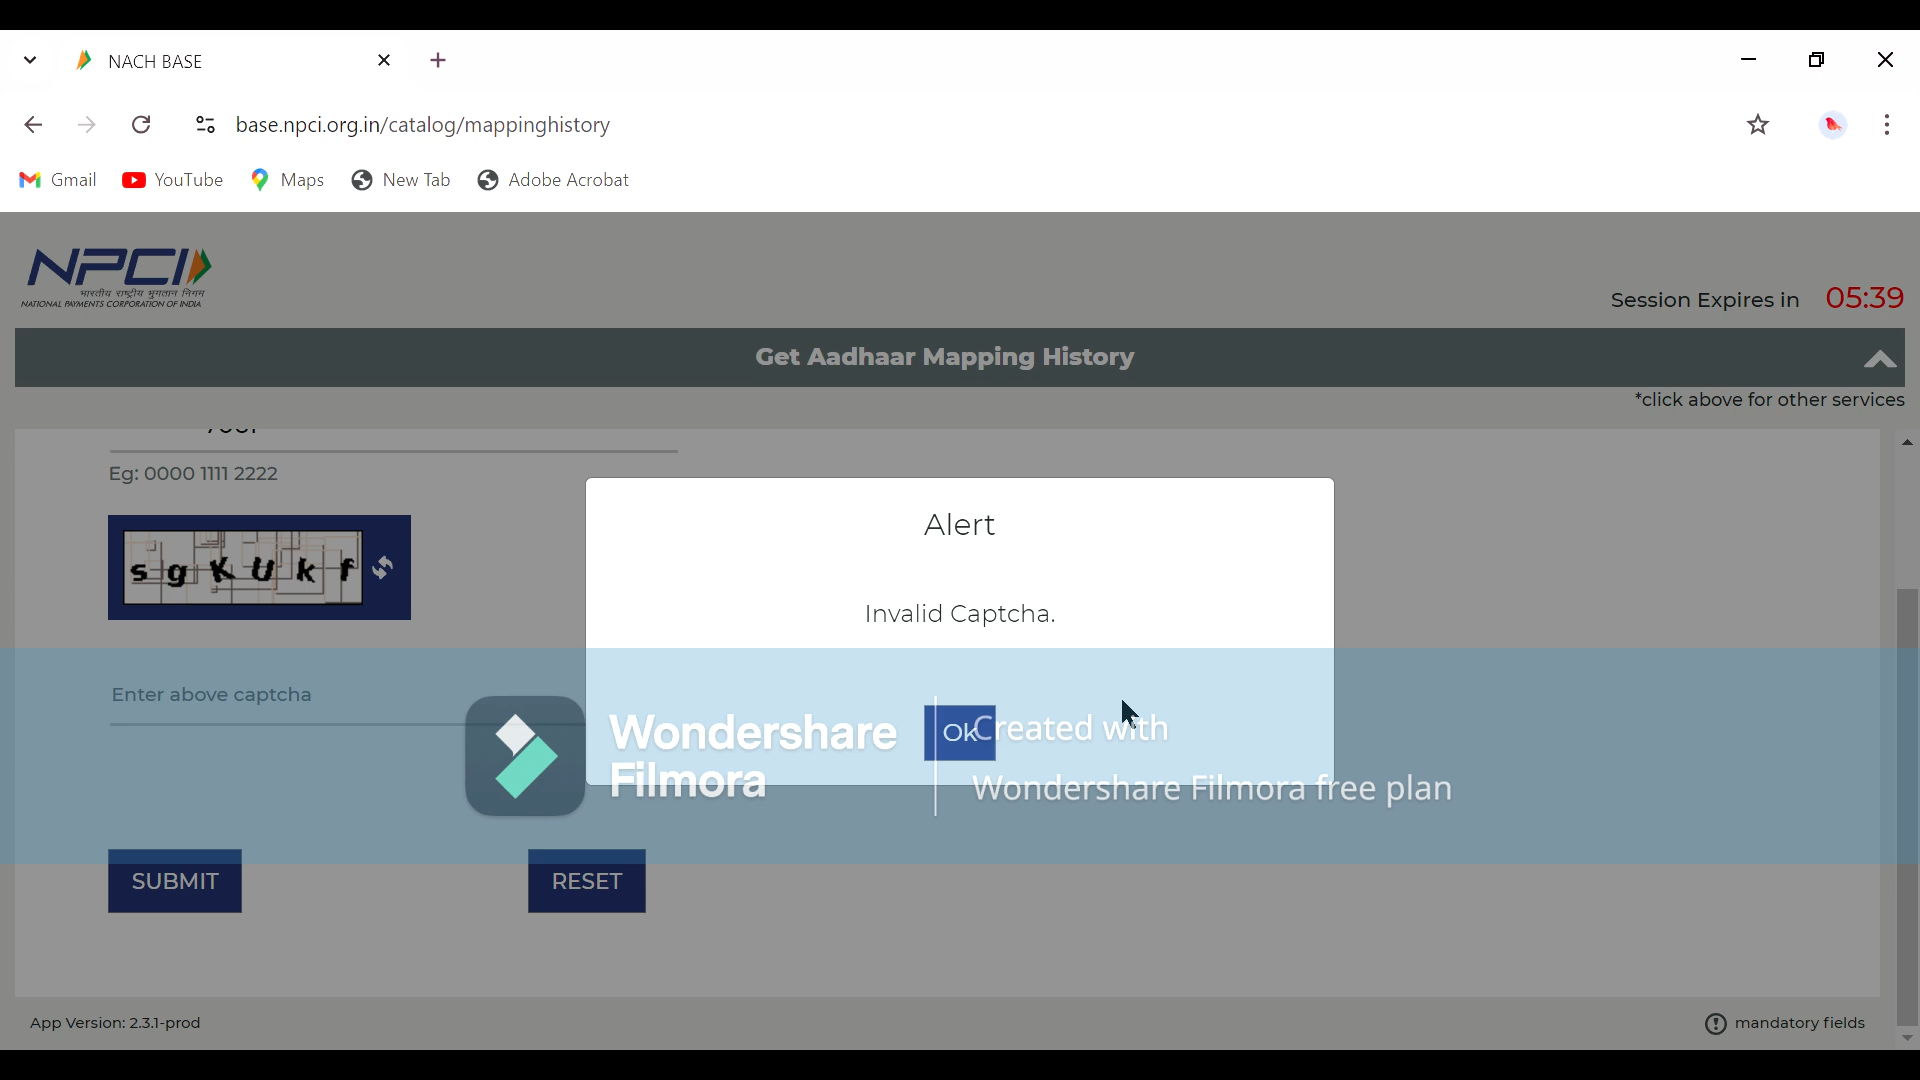 NACH BASE
base.npci.org.in/catalog/mappinghistory
Gmail
YouTube
Maps
New Tab
Adobe Acrobat
NPCI
भारतीय राष्ट्रीय भुगतान निगम
NATIONAL PAYMENTS CORPORATION OF INDIA
Session Expires in 05:39
Get Aadhaar Mapping History
*click above for other services
Eg: 0000 1111 2222
Alert
s g K U k f
Invalid Captcha.
Enter above captcha
Wondershare
Filmora
OK
Created with
Wondershare Filmora free plan
SUBMIT
RESET
App Version: 2.3.1-prod
mandatory fields